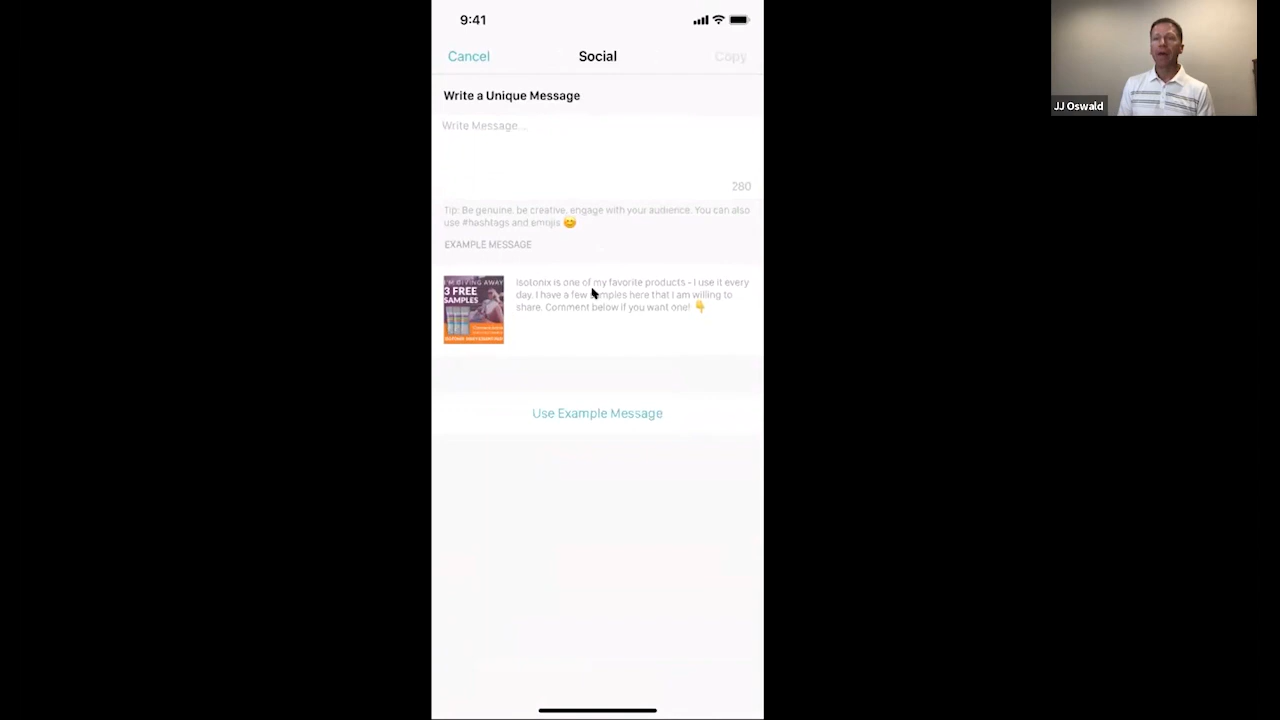 9:41
Cancel
Social
Copy
Write a Unique Message
Write Message...
280
Tip: Be genuine, be creative, engage with your audience. You can also
use #hashtags and emojis 😊
EXAMPLE MESSAGE
I'M GIVING AWAY
3 FREE
SAMPLES
Isotonix is one of my favorite products - I use it every
day. I have a few samples here that I am willing to
share. Comment below if you want one! 👇
Use Example Message
JJ Oswald